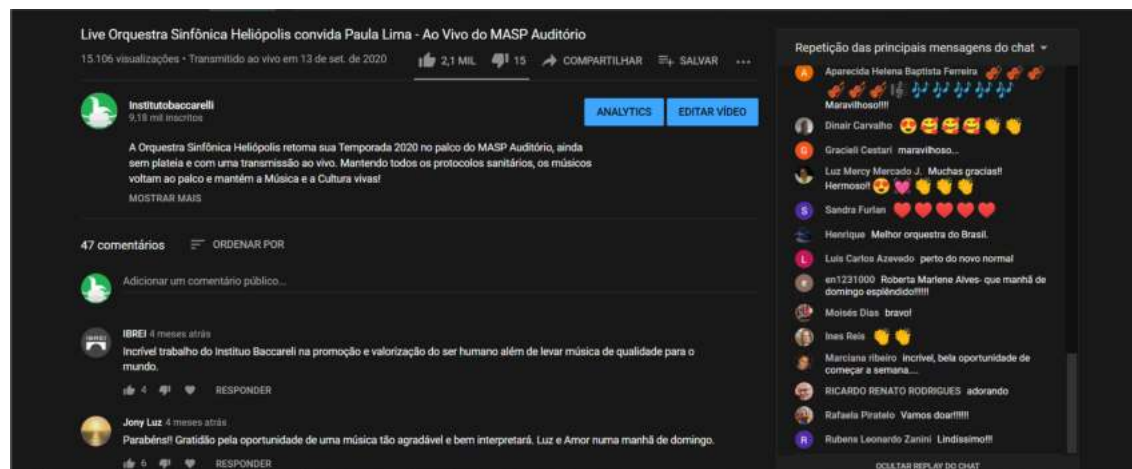 Live Orquestra Sinfônica Heliópolis convida Paula Lima - Ao Vivo do MASP Auditório
15.106 visualizações • Transmitido ao vivo em 13 de set. de 2020
2,1 MIL
15
COMPARTILHAR
SALVAR
Institutobaccarelli
9,18 mil inscritos
ANALYTICS
EDITAR VÍDEO
A Orquestra Sinfônica Heliópolis retoma sua Temporada 2020 no palco do MASP Auditório, ainda
sem plateia e com uma transmissão ao vivo. Mantendo todos os protocolos sanitários, os músicos
voltam ao palco e mantém a Música e a Cultura vivas!
MOSTRAR MAIS
47 comentários
ORDENAR POR
Adicionar um comentário público...
IBREI 4 meses atrás
Incrível trabalho do Instituo Baccareli na promoção e valorização do ser humano além de levar música de qualidade para o
mundo.
4
RESPONDER
Jony Luz 4 meses atrás
Parabéns!! Gratidão pela oportunidade de uma música tão agradável e bem interpretará. Luz e Amor numa manhã de domingo.
6
RESPONDER
Repetição das principais mensagens do chat
Aparecida Helena Baptista Ferreira 🎻 🎻 🎻
🎻 🎻 🎻 🎼 🎶 🎶 🎶 🎶 🎶
Maravilhoso!!!!
Dinair Carvalho 😍 🥰 🥰 🥰 👏 👏
Gracieli Cestari maravilhoso...
Luz Mercy Mercado J. Muchas gracias!!
Hermoso!! 😍 💓 👏 👏 👏
Sandra Furlan ❤️ ❤️ ❤️ ❤️ ❤️
Henrique Melhor orquestra do Brasil.
Luis Carlos Azevedo perto do novo normal
en1231000 Roberta Marlene Alves- que manhã de
domingo esplêndido!!!!!!
Moisés Dias bravo!
Ines Reis 👏 👏
Marciana ribeiro incrivel, bela oportunidade de
começar a semana....
RICARDO RENATO RODRIGUES adorando
Rafaela Piratelo Vamos doar!!!!!!!
Rubens Leonardo Zanini Lindíssimo!!!
OCULTAR REPLAY DO CHAT